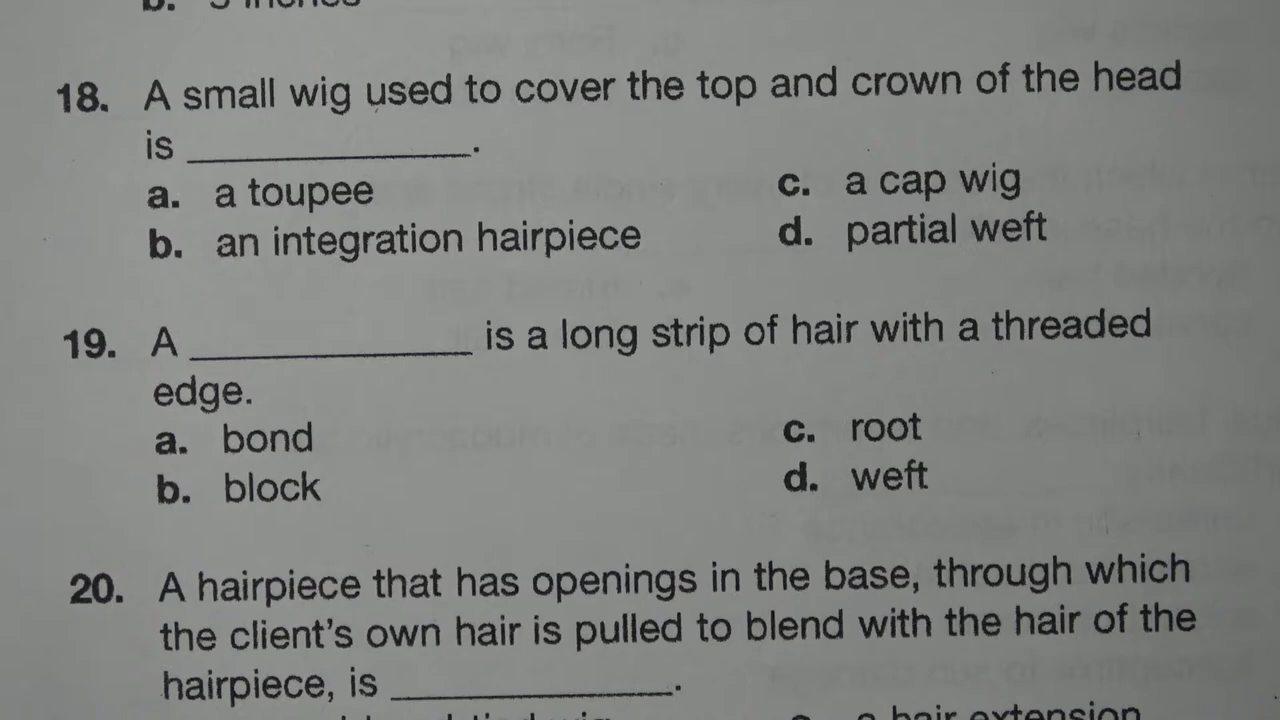 18. A small wig used to cover the top and crown of the head
is ______________.
a. a toupee c. a cap wig
b. an integration hairpiece d. partial weft
19. A ______________ is a long strip of hair with a threaded
edge.
a. bond c. root
b. block d. weft
20. A hairpiece that has openings in the base, through which
the client's own hair is pulled to blend with the hair of the
hairpiece, is ______________.
a hair extension